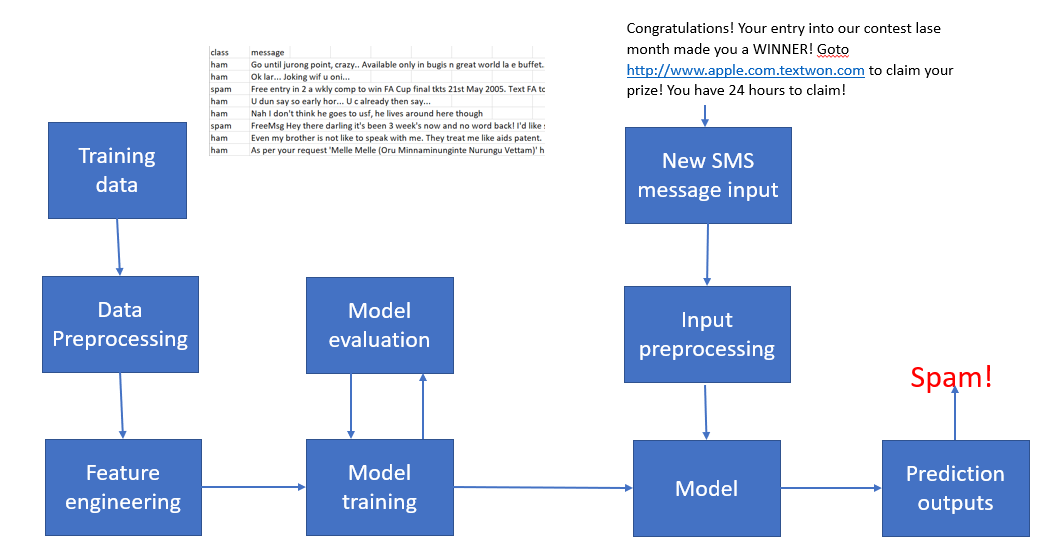 Congratulations! Your entry into our contest lase
month made you a WINNER! Goto
http://www.apple.com.textwon.com to claim your
prize! You have 24 hours to claim!
class message
ham Go until jurong point, crazy.. Available only in bugis n great world la e buffet.
ham Ok lar... Joking wif u oni...
spam Free entry in 2 a wkly comp to win FA Cup final tkts 21st May 2005. Text FA to
ham U dun say so early hor... U c already then say...
ham Nah I don't think he goes to usf, he lives around here though
spam FreeMsg Hey there darling it's been 3 week's now and no word back! I'd like
ham Even my brother is not like to speak with me. They treat me like aids patent.
ham As per your request 'Melle Melle (Oru Minnaminunginte Nurungu Vettam)' h
Training
data
New SMS
message input
Data
Preprocessing
Model
evaluation
Input
preprocessing
Spam!
Feature
engineering
Model
training
Model
Prediction
outputs